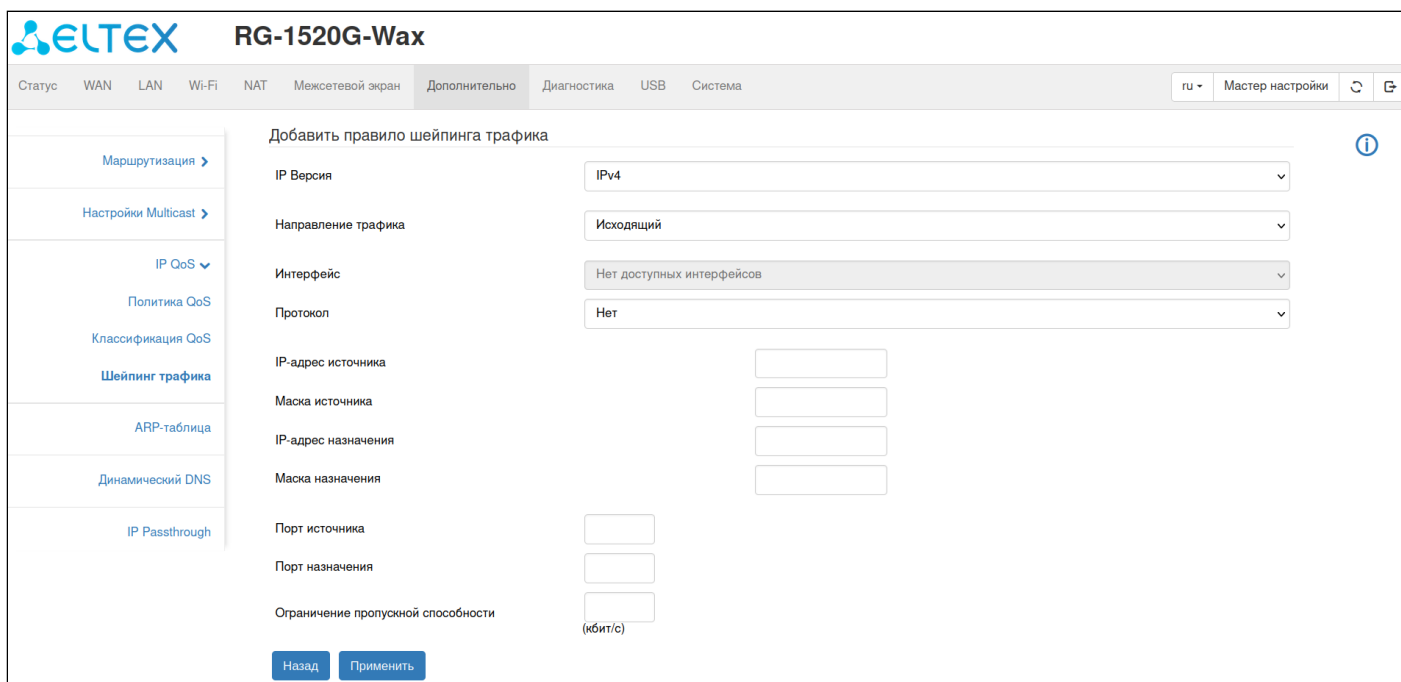 ELTEX RG-1520G-Wax
Статус WAN LAN Wi-Fi NAT Межсетевой экран Дополнительно Диагностика USB Система ru Мастер настройки
Маршрутизация
Настройки Multicast
IP QoS
Политика QoS
Классификация QoS
Шейпинг трафика
ARP-таблица
Динамический DNS
IP Passthrough
Добавить правило шейпинга трафика
IP Версия IPv4
Направление трафика Исходящий
Интерфейс Нет доступных интерфейсов
Протокол Нет
IP-адрес источника
Маска источника
IP-адрес назначения
Маска назначения
Порт источника
Порт назначения
Ограничение пропускной способности
(кбит/с)
Назад Применить